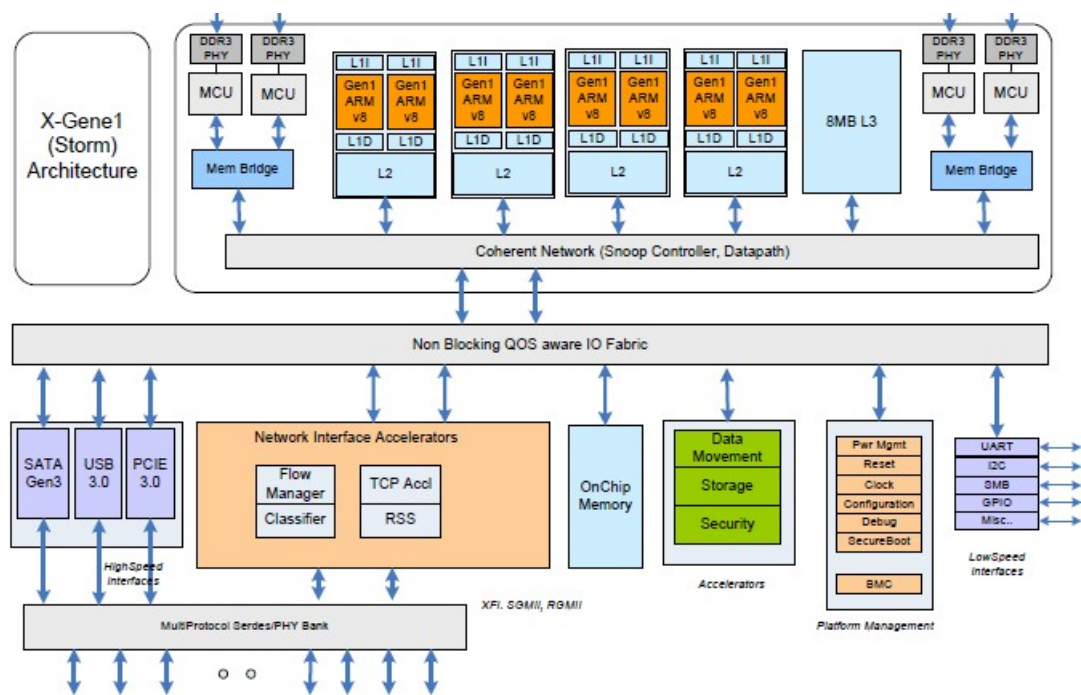 X-Gene1
(Storm)
Architecture
DDR3
PHY
DDR3
PHY
MCU
MCU
Mem Bridge
L1I
L1I
Gen1
ARM
v8
Gen1
ARM
v8
L1D
L1D
L2
L1I
L1I
Gen1
ARM
v8
Gen1
ARM
v8
L1D
L1D
L2
L1I
L1I
Gen1
ARM
v8
Gen1
ARM
v8
L1D
L1D
L2
L1I
L1I
Gen1
ARM
v8
Gen1
ARM
v8
L1D
L1D
L2
8MB L3
DDR3
PHY
DDR3
PHY
MCU
MCU
Mem Bridge
Coherent Network (Snoop Controller, Datapath)
Non Blocking QOS aware IO Fabric
SATA
Gen3
USB
3.0
PCIE
3.0
HighSpeed
Interfaces
Network Interface Accelerators
Flow
Manager
Classifier
TCP Accl
RSS
XFI. SGMII, RGMII
OnChip
Memory
Data
Movement
Storage
Security
Accelerators
Pwr Mgmt
Reset
Clock
Configuration
Debug
SecureBoot
BMC
Platform Management
UART
I2C
SMB
GPIO
Misc..
LowSpeed
Interfaces
MultiProtocol Serdes/PHY Bank